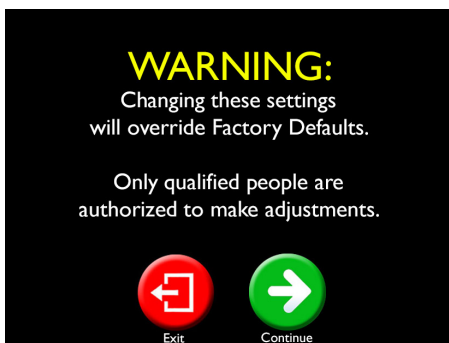 WARNING:
Changing these settings
will override Factory Defaults.
Only qualified people are
authorized to make adjustments.
Exit
Continue